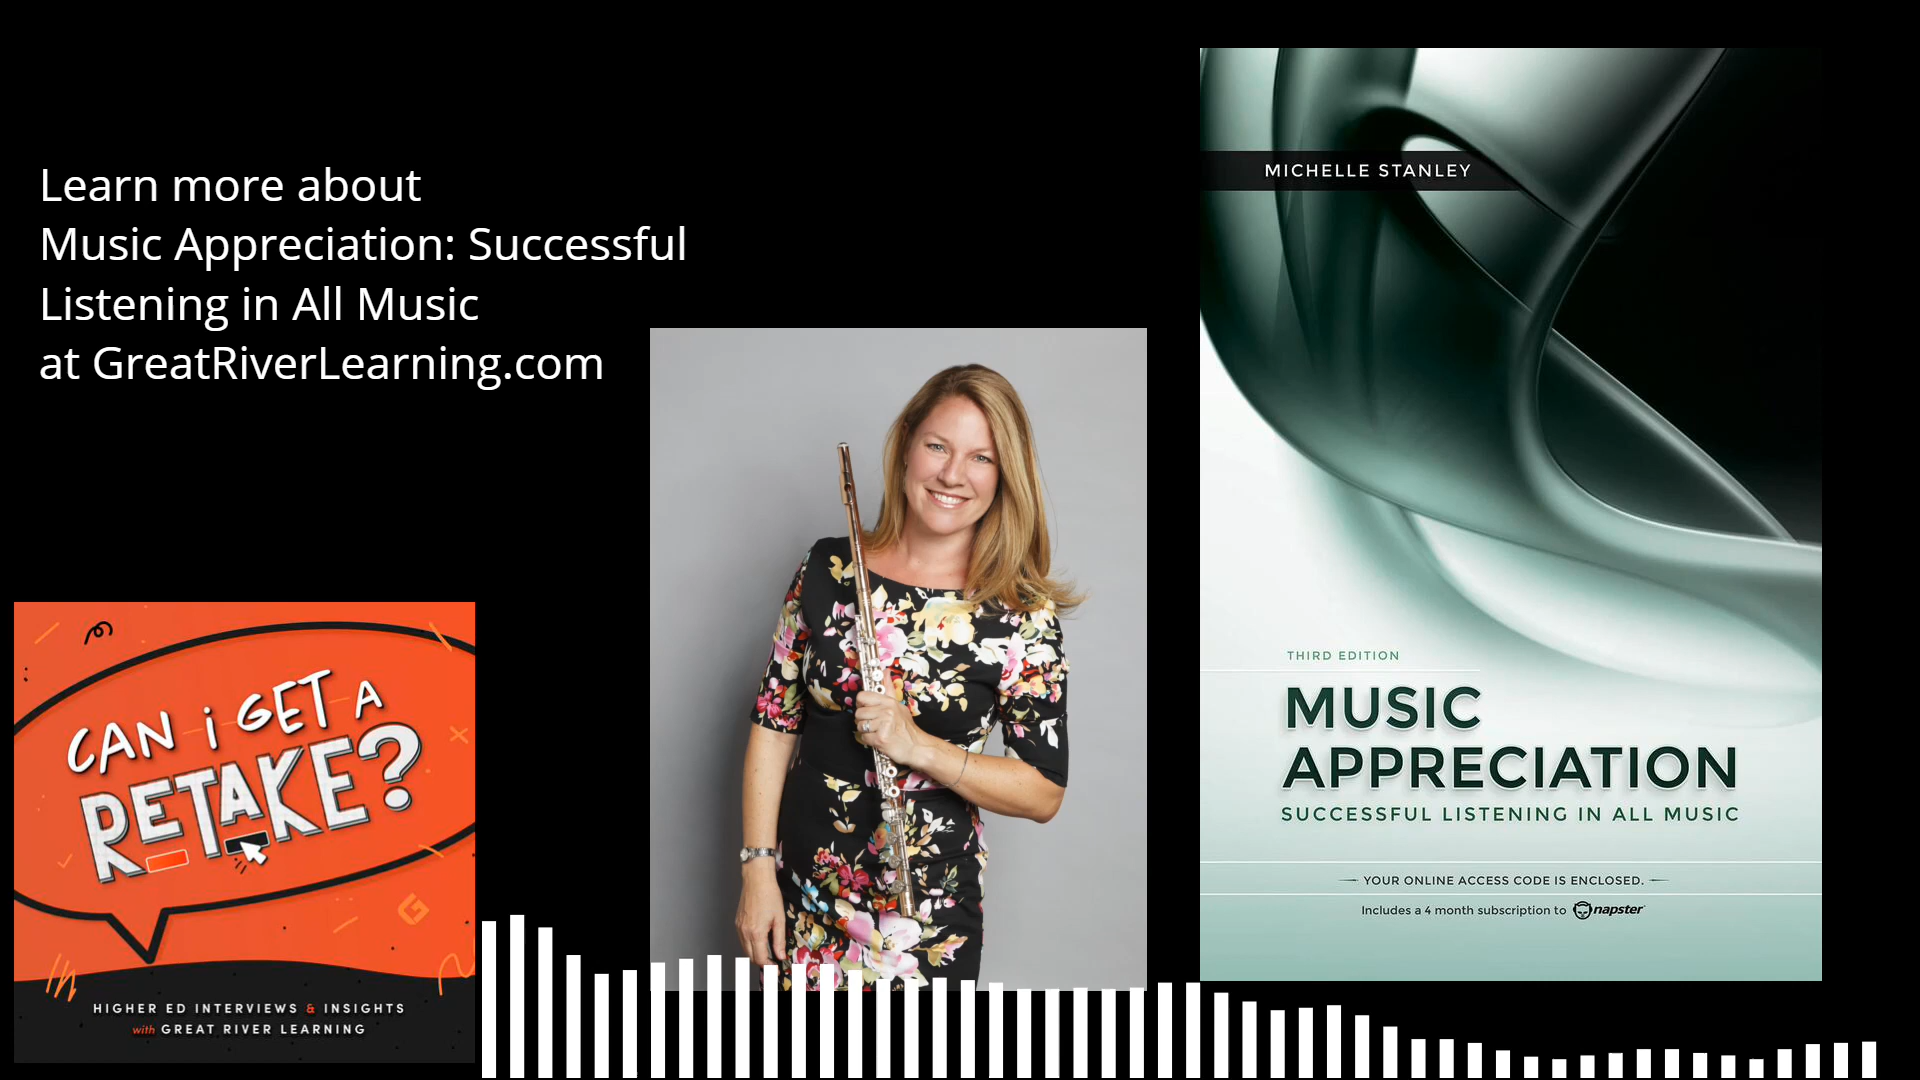 Learn more about
Music Appreciation: Successful
Listening in All Music
at GreatRiverLearning.com
CAN i GET A
RETAKE?
HIGHER ED INTERVIEWS & INSIGHTS
with GREAT RIVER LEARNING
MICHELLE STANLEY
THIRD EDITION
MUSIC
APPRECIATION
SUCCESSFUL LISTENING IN ALL MUSIC
YOUR ONLINE ACCESS CODE IS ENCLOSED.
Includes a 4 month subscription to napster